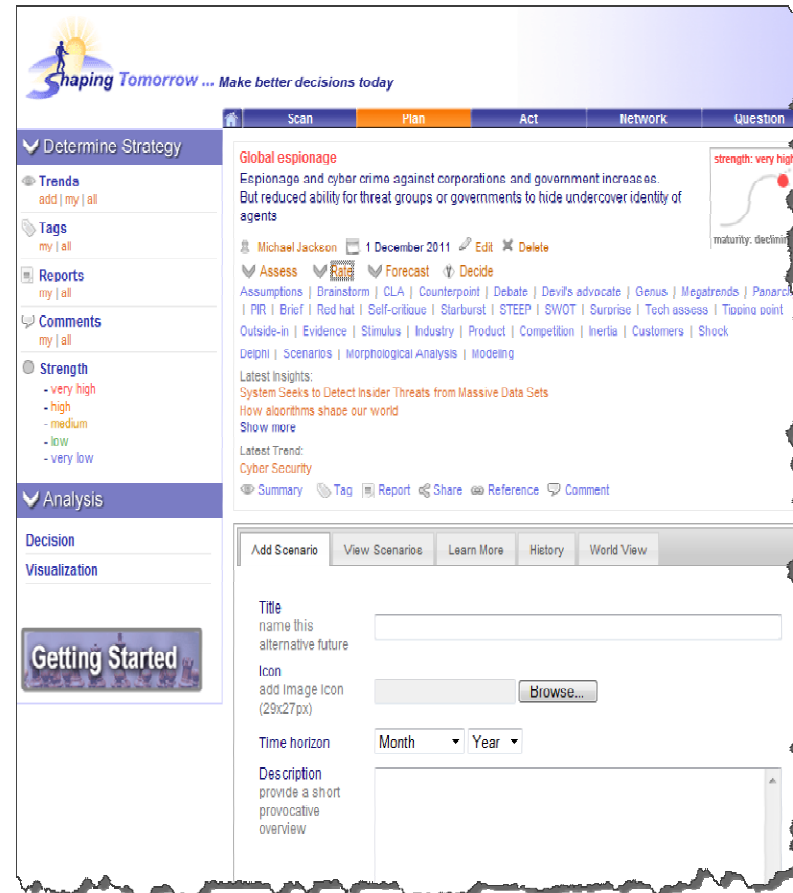 Shaping Tomorrow ... Make better decisions today
Scan Plan Act Network Question
Determine Strategy
Trends
add | my | all
Tags
my | all
Reports
my | all
Comments
my | all
Strength
- very high
- high
- medium
- low
- very low
Analysis
Decision
Visualization
Getting Started
Global espionage
Espionage and cyber crime against corporations and government increases.
But reduced ability for threat groups or governments to hide undercover identity of
agents
strength: very high
maturity: declining
Michael Jackson 1 December 2011 Edit Delete
Assess Rate Forecast Decide
Assumptions | Brainstorm | CLA | Counterpoint | Debate | Devil's advocate | Genus | Megatrends |
| PIR | Brief | Red hat | Self-critique | Starburst | STEEP | SWOT | Surprise | Tech assess | Tipping point
Outside-in | Evidence | Stimulus | Industry | Product | Competition | Inertia | Customers | Shock
Delphi | Scenarios | Morphological Analysis | Modeling
Latest Insights:
System Seeks to Detect Insider Threats from Massive Data Sets
How algorithms shape our world
Show more
Latest Trend:
Cyber Security
Summary Tag Report Share Reference Comment
Add Scenario View Scenarios Learn More History World View
Title
name this
alternative future
Icon
add image icon
(29x27px)
Browse...
Time horizon Month Year
Description
provide a short
provocative
overview